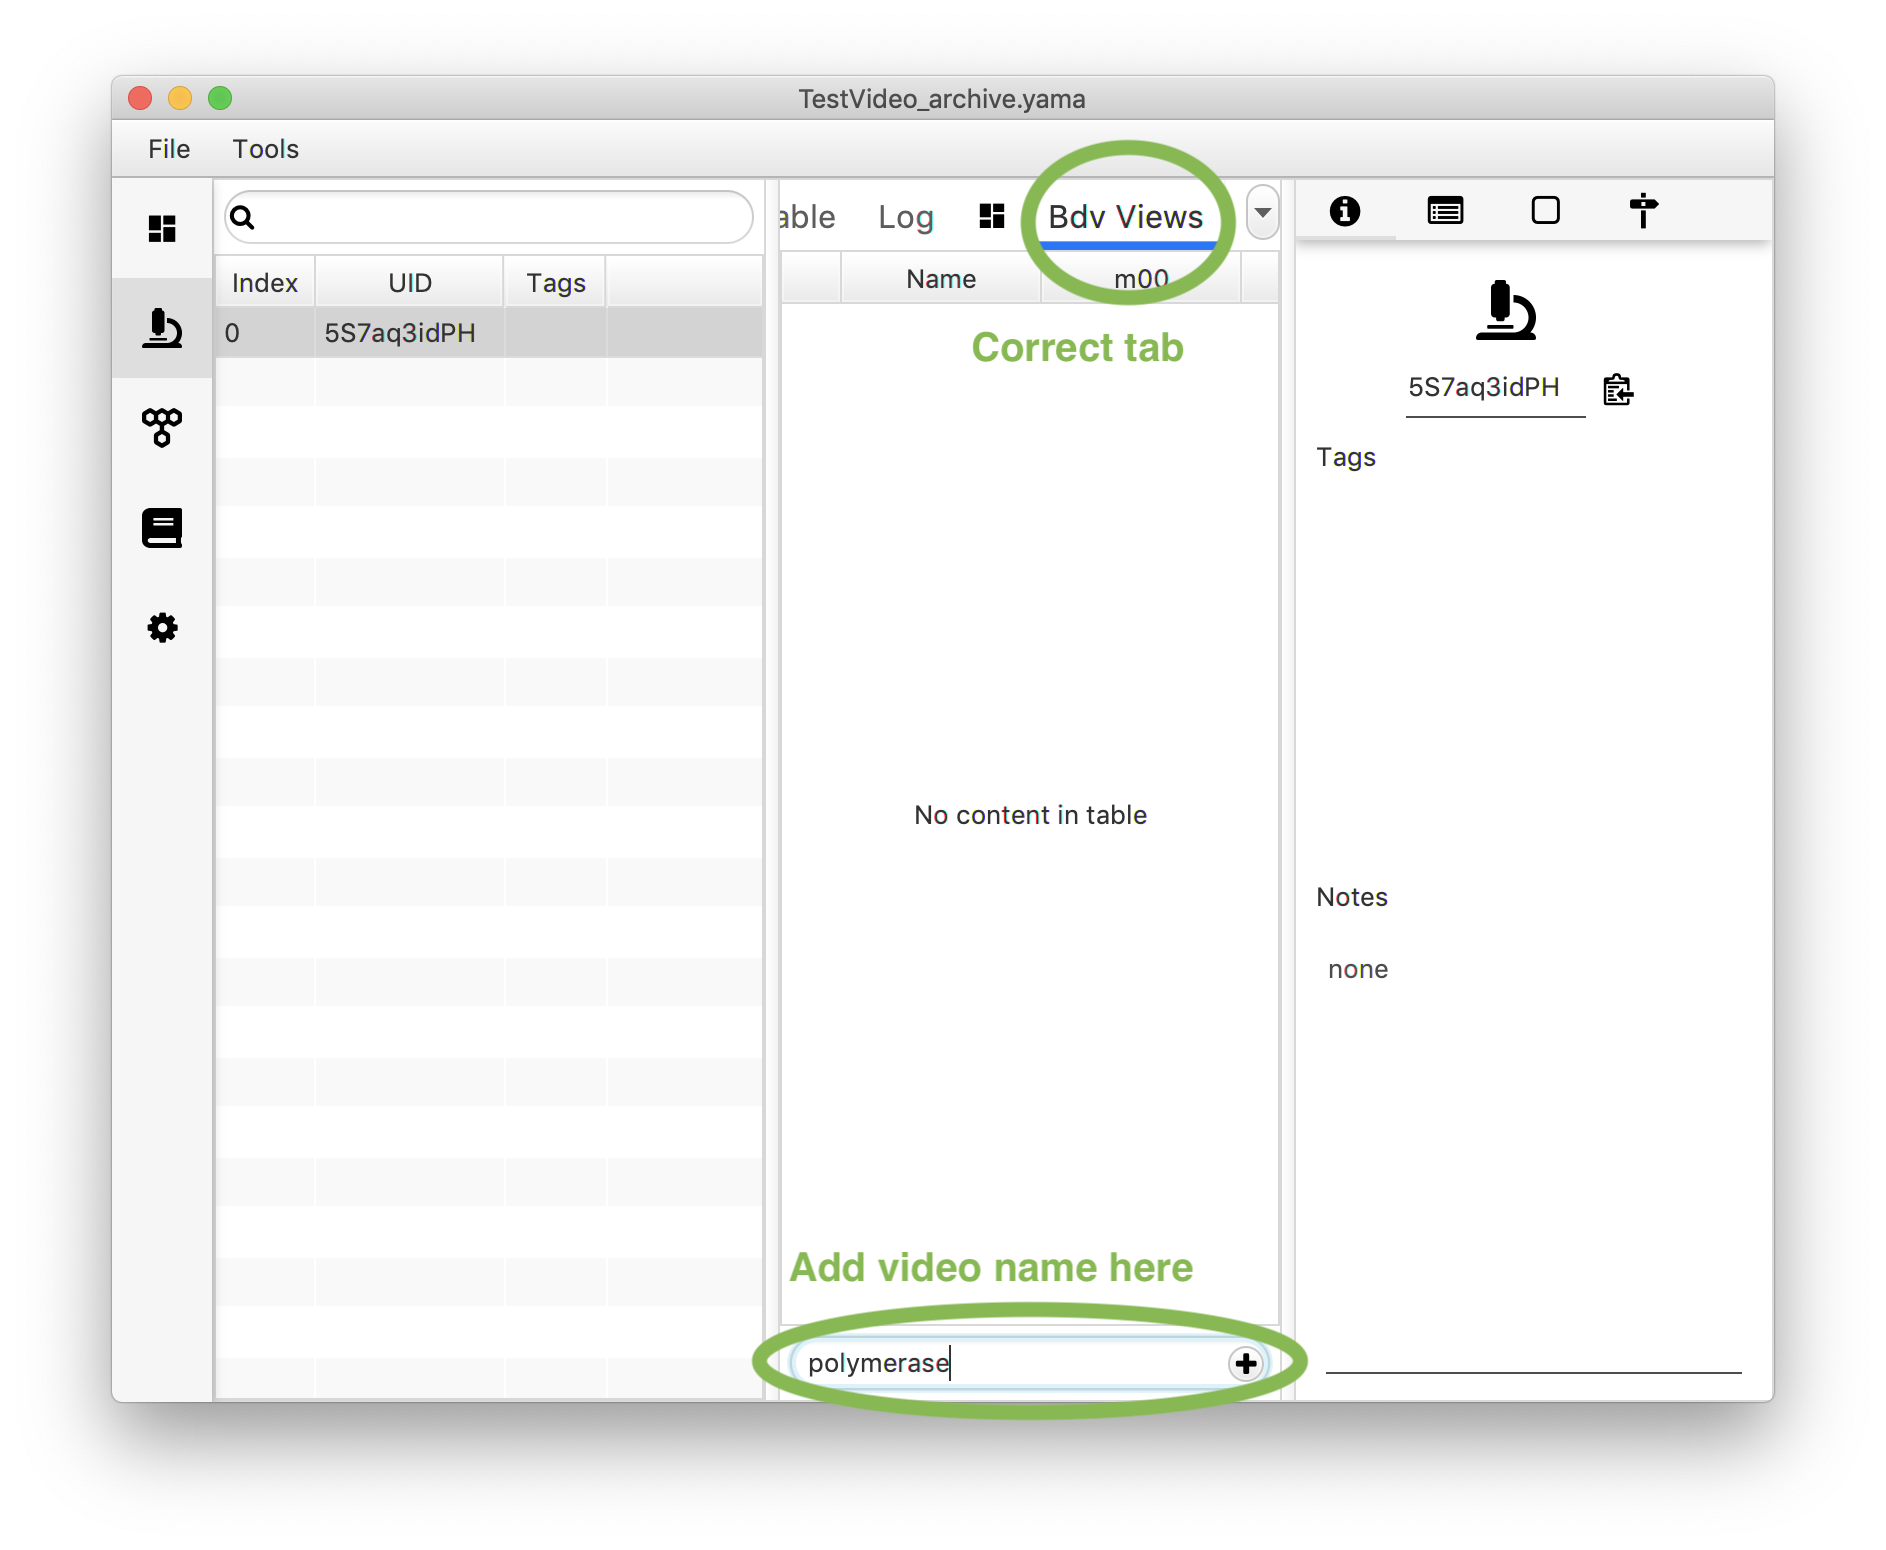 TestVideo_archive.yama
File Tools
able Log Bdv Views
Index UID Tags
Name m00
0 5S7aq3idPH
Correct tab
5S7aq3idPH
Tags
No content in table
Notes
none
Add video name here
polymerase